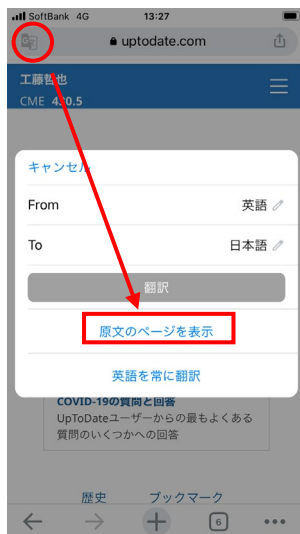 SoftBank 4G 13:27
uptodate.com
工藤哲也
CME 430.5
キャンセル
From 英語
To 日本語
翻訳
原文のページを表示
英語を常に翻訳
COVID-19の質問と回答
UpToDateユーザーからの最もよくある
質問のいくつかへの回答
歴史 ブックマーク
6